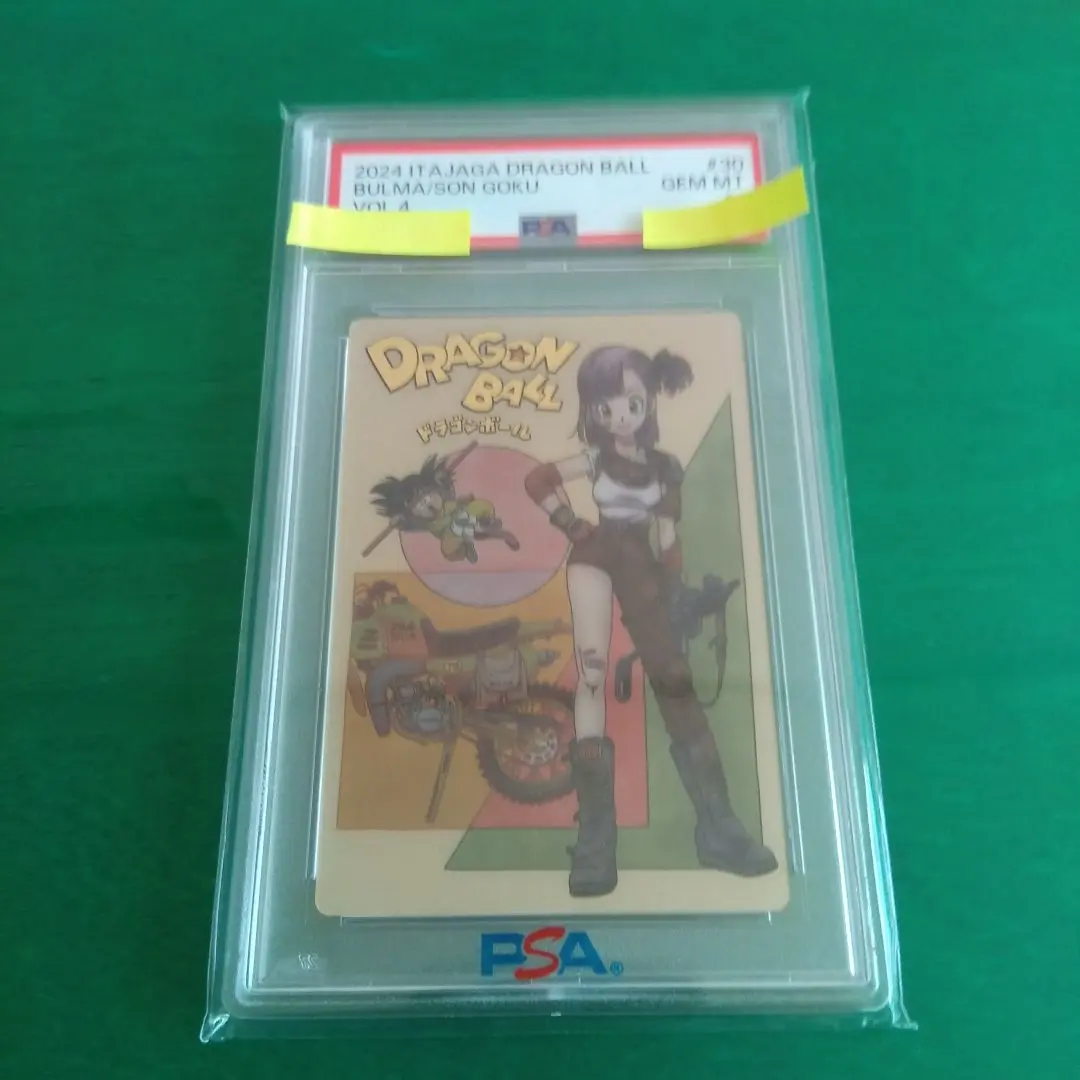 2024 ITAJAGA DRAGON BALL #30
BULMA/SON GOKU GEM MT
VOL.4
PSA
DRAGON
BALL
ドラゴンボール
PSA®